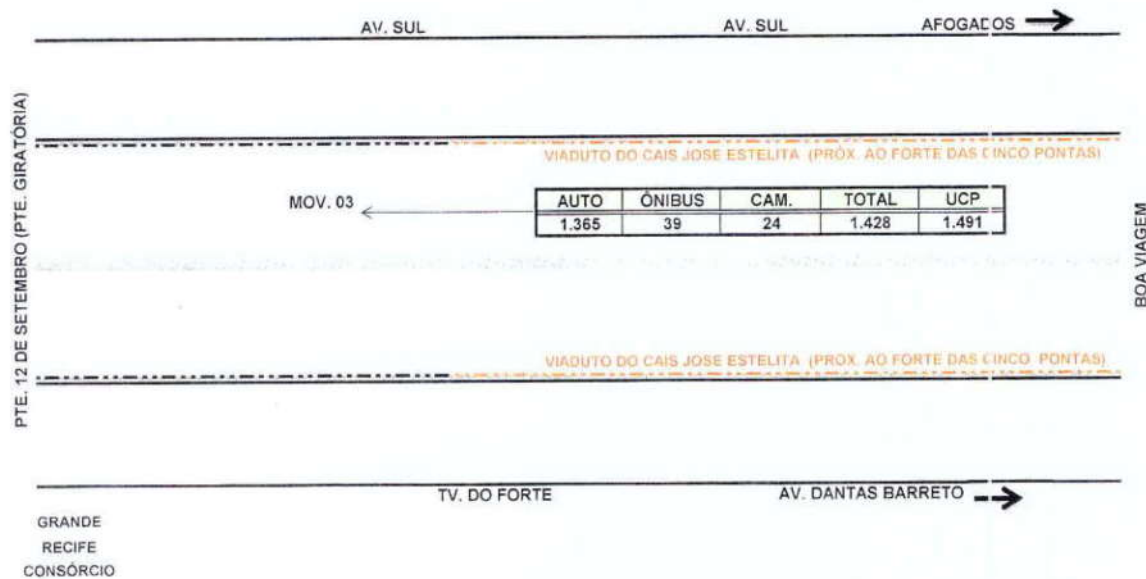 AV. SUL AV. SUL AFOGADOS
PTE. 12 DE SETEMBRO (PTE. GIRATÓRIA)
VIADUTO DO CAIS JOSE ESTELITA (PRÓX. AO FORTE DAS CINCO PONTAS)
MOV. 03
AUTO ÔNIBUS CAM. TOTAL UCP
1.365 39 24 1.428 1.491
BOA VIAGEM
VIADUTO DO CAIS JOSE ESTELITA (PROX. AO FORTE DAS CINCO PONTAS)
TV. DO FORTE AV. DANTAS BARRETO
GRANDE
RECIFE
CONSÓRCIO